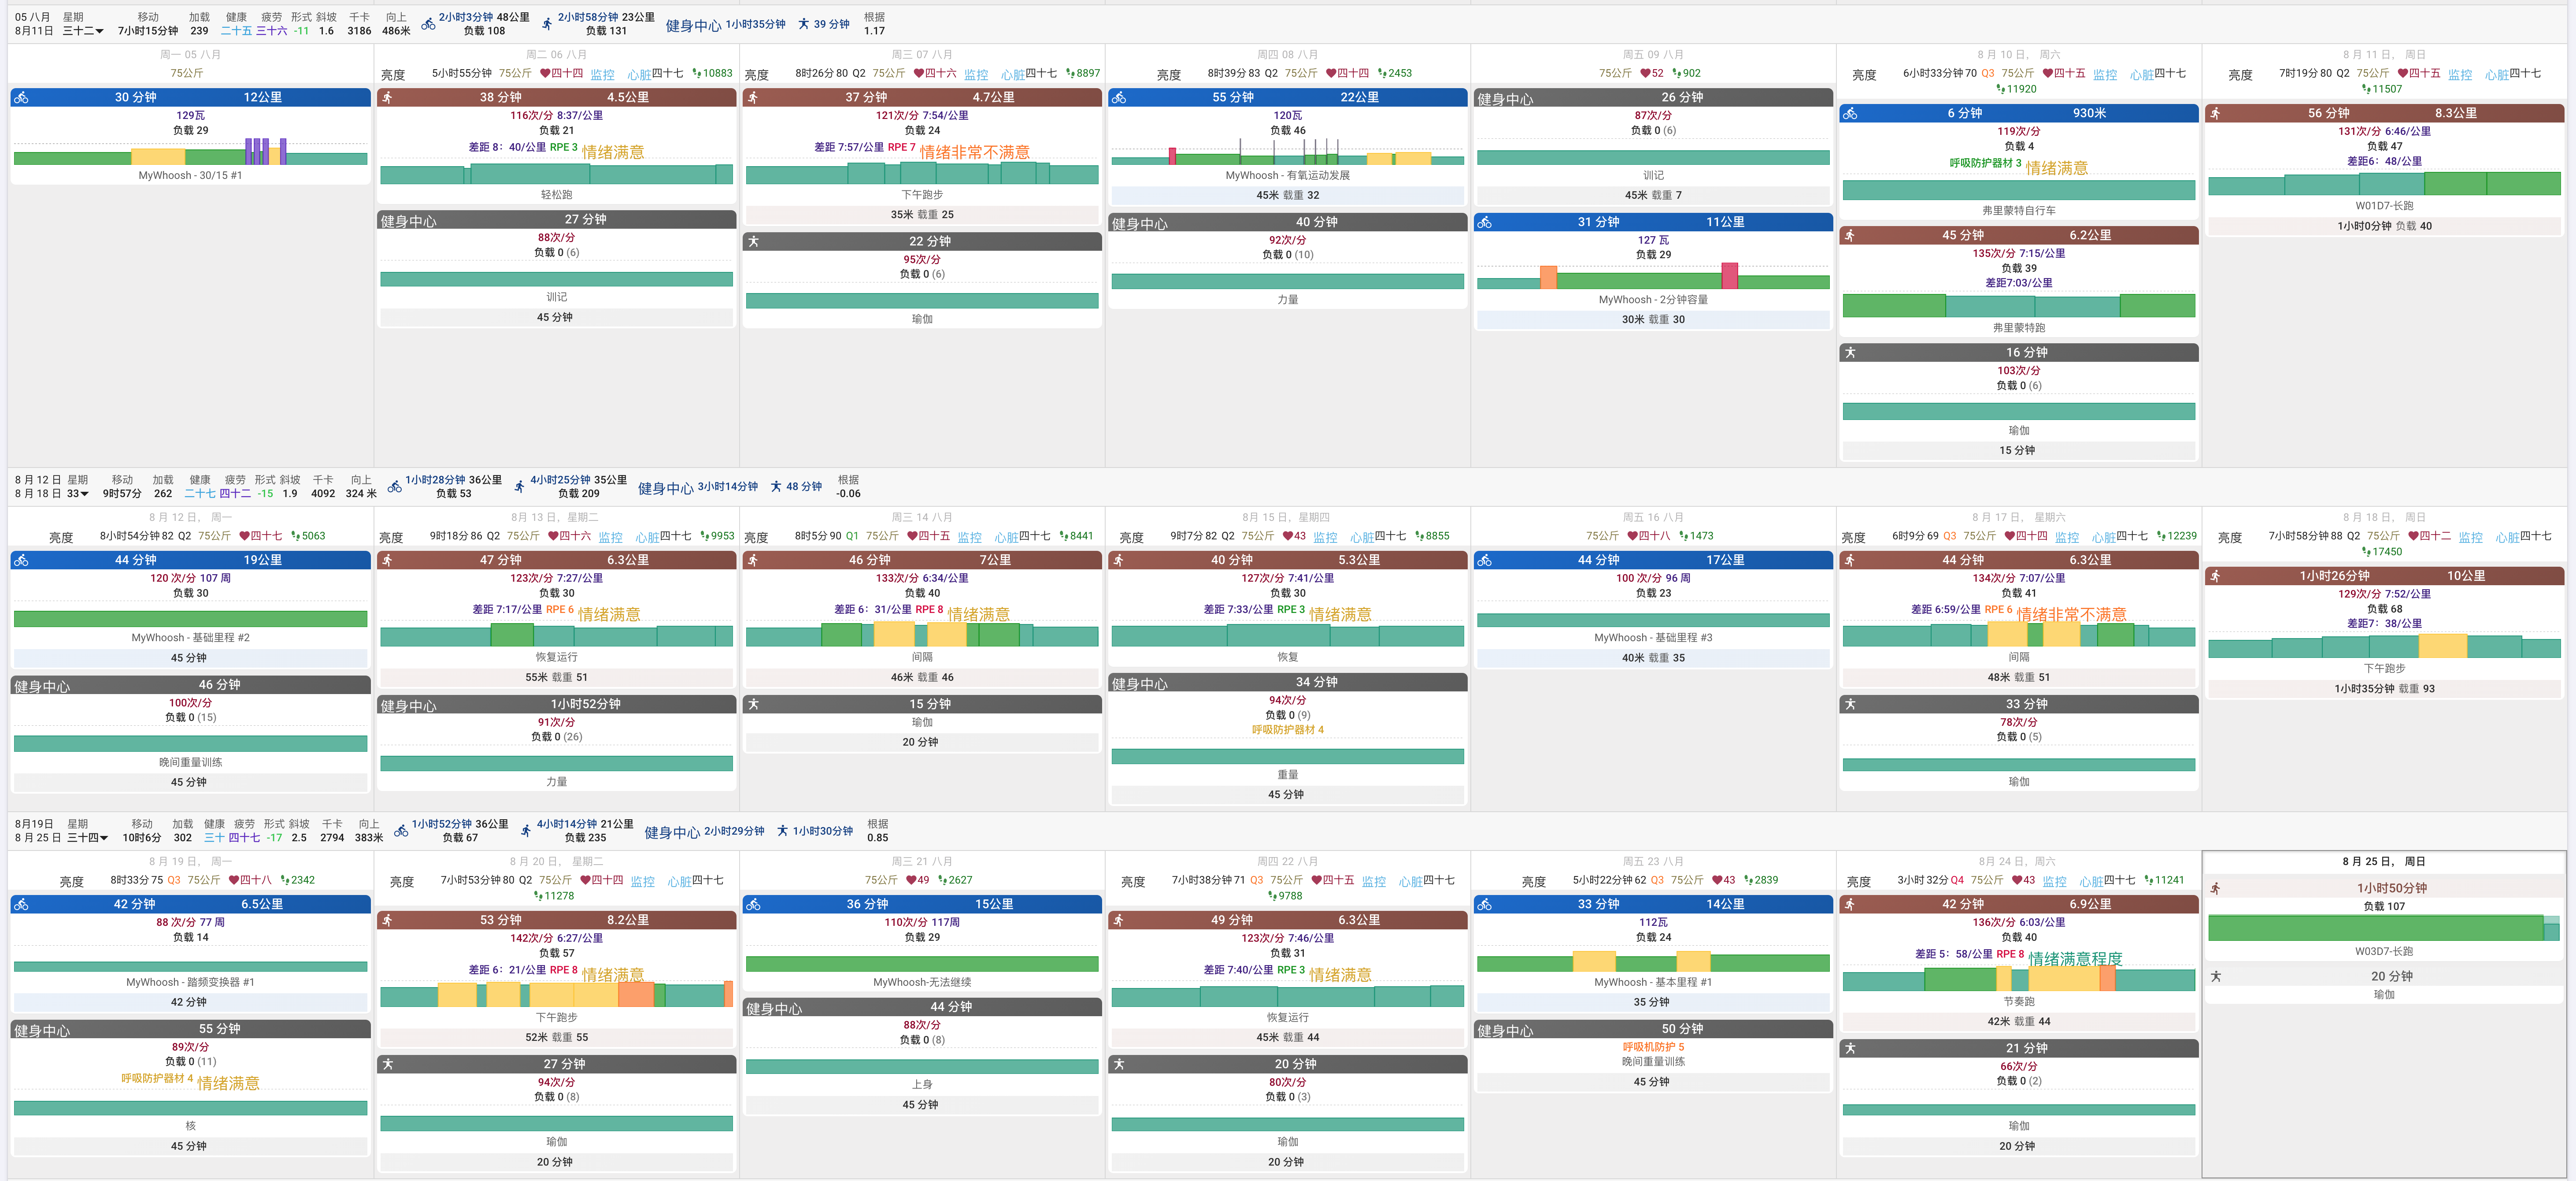 05 八月 星期 移动 加载 健康 疲劳 形式 斜坡 千卡 向上 2小时3分钟 48公里 2小时58分钟 23公里 健身中心 1小时35分钟 39 分钟 根据
8月11日 三十二 7小时15分钟 239 二十五 三十六 -11 1.6 3186 486米 负载 108 负载 131 1.17
周一 05 八月
75公斤
30 分钟 12公里
129瓦
负载 29
MyWhoosh - 30/15 #1
周二 06 八月
亮度 5小时55分钟 75公斤 四十四 监控 心脏四十七 10883
38 分钟 4.5公里
116次/分 8:37/公里
负载 21
差距 8：40/公里 RPE 3 情绪满意
轻松跑
健身中心 27 分钟
88次/分
负载 0 (6)
训记
45 分钟
周三 07 八月
亮度 8时26分 80 Q2 75公斤 四十六 监控 心脏四十七 8897
37 分钟 4.7公里
121次/分 7:54/公里
负载 24
差距 7:57/公里 RPE 7 情绪非常不满意
下午跑步
35米 载重 25
22 分钟
95次/分
负载 0 (6)
瑜伽
周四 08 八月
亮度 8时39分 83 Q2 75公斤 四十四 2453
55 分钟 22公里
120瓦
负载 46
MyWhoosh - 有氧运动发展
45米 载重 32
健身中心 40 分钟
92次/分
负载 0 (10)
力量
周五 09 八月
75公斤 52 902
健身中心 26 分钟
87次/分
负载 0 (6)
训记
45米 载重 7
31 分钟 11公里
127 瓦
负载 29
MyWhoosh - 2分钟容量
30米 载重 30
8 月 10 日， 周六
亮度 6小时33分钟 70 Q3 75公斤 四十五 监控 心脏四十七
11920
6 分钟 930米
119次/分
负载 4
呼吸防护器材 3 情绪满意
弗里蒙特自行车
45 分钟 6.2公里
135次/分 7:15/公里
负载 39
差距7:03/公里
弗里蒙特跑
16 分钟
103次/分
负载 0 (6)
瑜伽
15 分钟
8 月 11 日， 周日
亮度 7时19分 80 Q2 75公斤 四十五 监控 心脏四十七
11507
56 分钟 8.3公里
131次/分 6:46/公里
负载 47
差距6：48/公里
W01D7-长跑
1小时0分钟 负载 40
8 月 12 日 星期 移动 加载 健康 疲劳 形式 斜坡 千卡 向上 1小时28分钟 36公里 4小时25分钟 35公里 健身中心 3小时14分钟 48 分钟 根据
8 月 18 日 33 9时57分 262 二十七 四十二 -15 1.9 4092 324 米 负载 53 负载 209 -0.06
8 月 12 日， 周一
亮度 8小时54分钟 82 Q2 75公斤 四十七 5063
44 分钟 19公里
120 次/分 107 周
负载 30
MyWhoosh - 基础里程 #2
45 分钟
健身中心 46 分钟
100次/分
负载 0 (15)
晚间重量训练
45 分钟
8月 13 日，星期二
亮度 9时18分 86 Q2 75公斤 四十六 监控 心脏四十七 9953
47 分钟 6.3公里
123次/分 7:27/公里
负载 30
差距 7:17/公里 RPE 6 情绪满意
恢复运行
55米 载重 51
健身中心 1小时52分钟
91次/分
负载 0 (26)
力量
周三 14 八月
亮度 8时5分 90 Q1 75公斤 四十五 监控 心脏四十七 8441
46 分钟 7公里
133次/分 6:34/公里
负载 40
差距 6：31/公里 RPE 8 情绪满意
间隔
46米 载重 46
15 分钟
瑜伽
20 分钟
8月 15 日，星期四
亮度 9时7分 82 Q2 75公斤 43 监控 心脏四十七 8855
40 分钟 5.3公里
127次/分 7:41/公里
负载 30
差距 7:33/公里 RPE 3 情绪满意
恢复
健身中心 34 分钟
94次/分
负载 0 (9)
呼吸防护器材 4
重量
45 分钟
周五 16 八月
75公斤 四十八 1473
44 分钟 17公里
100 次/分 96 周
负载 23
MyWhoosh - 基础里程 #3
40米 载重 35
8 月 17 日， 星期六
亮度 6时9分 69 Q3 75公斤 四十四 监控 心脏四十七 12239
44 分钟 6.3公里
134次/分 7:07/公里
负载 41
差距 6:59/公里 RPE 6 情绪非常不满意
间隔
48米 载重 51
33 分钟
78次/分
负载 0 (5)
瑜伽
8 月 18 日， 周日
亮度 7小时58分钟 88 Q2 75公斤 四十二 监控 心脏四十七
17450
1小时26分钟 10公里
129次/分 7:52/公里
负载 68
差距7：38/公里
下午跑步
1小时35分钟 载重 93
8月19日 星期 移动 加载 健康 疲劳 形式 斜坡 千卡 向上 1小时52分钟 36公里 4小时14分钟 21公里 健身中心 2小时29分钟 1小时30分钟 根据
8 月 25 日 三十四 10时6分 302 三十 四十七 -17 2.5 2794 383米 负载 67 负载 235 0.85
8 月 19 日， 周一
亮度 8时33分 75 Q3 75公斤 四十八 2342
42 分钟 6.5公里
88 次/分 77 周
负载 14
MyWhoosh - 踏频变换器 #1
42 分钟
健身中心 55 分钟
89次/分
负载 0 (11)
呼吸防护器材 4 情绪满意
核
45 分钟
8 月 20 日， 星期二
亮度 7小时53分钟 80 Q2 75公斤 四十四 监控 心脏四十七
11278
53 分钟 8.2公里
142次/分 6:27/公里
负载 57
差距 6：21/公里 RPE 8 情绪满意
下午跑步
52米 载重 55
27 分钟
94次/分
负载 0 (8)
瑜伽
20 分钟
周三 21 八月
75公斤 49 2627
36 分钟 15公里
110次/分 117周
负载 29
MyWhoosh-无法继续
健身中心 44 分钟
88次/分
负载 0 (8)
上身
45 分钟
周四 22 八月
亮度 7小时38分钟 71 Q3 75公斤 四十五 监控 心脏四十七
9788
49 分钟 6.3公里
123次/分 7:46/公里
负载 31
差距 7:40/公里 RPE 3 情绪满意
恢复运行
45米 载重 44
20 分钟
80次/分
负载 0 (3)
瑜伽
20 分钟
周五 23 八月
亮度 5小时22分钟 62 Q3 75公斤 43 2839
33 分钟 14公里
112瓦
负载 24
MyWhoosh - 基本里程 #1
35 分钟
健身中心 50 分钟
呼吸机防护 5
晚间重量训练
45 分钟
8月 24 日，周六
亮度 3小时 32分 Q4 75公斤 43 监控 心脏四十七 11241
42 分钟 6.9公里
136次/分 6:03/公里
负载 40
差距 5：58/公里 RPE 8 情绪满意程度
节奏跑
42米 载重 44
21 分钟
66次/分
负载 0 (2)
瑜伽
20 分钟
8 月 25 日， 周日
1小时50分钟
负载 107
W03D7-长跑
20 分钟
瑜伽